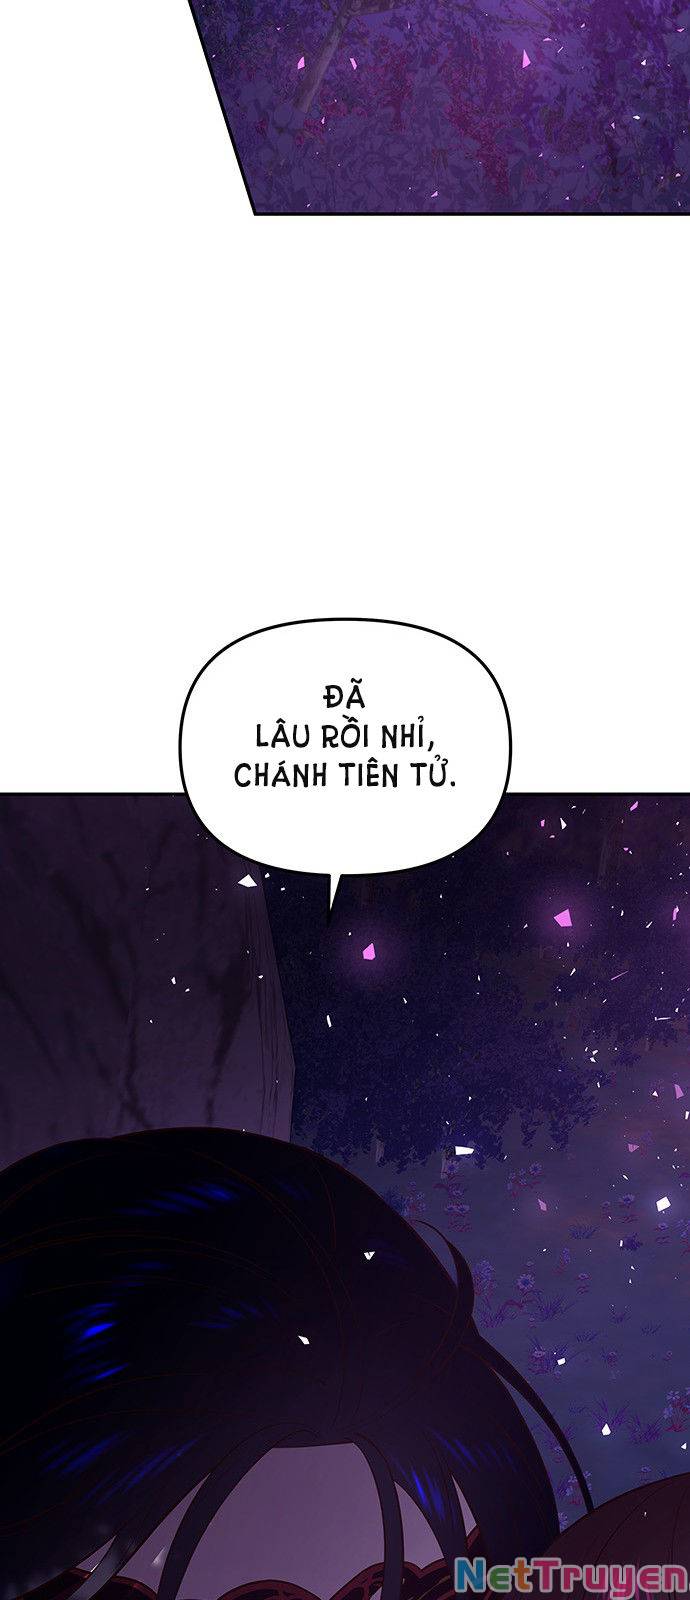 ĐÃ
LÂU RỒI NHỈ,
CHÁNH TIÊN TỬ.
NetTruyen